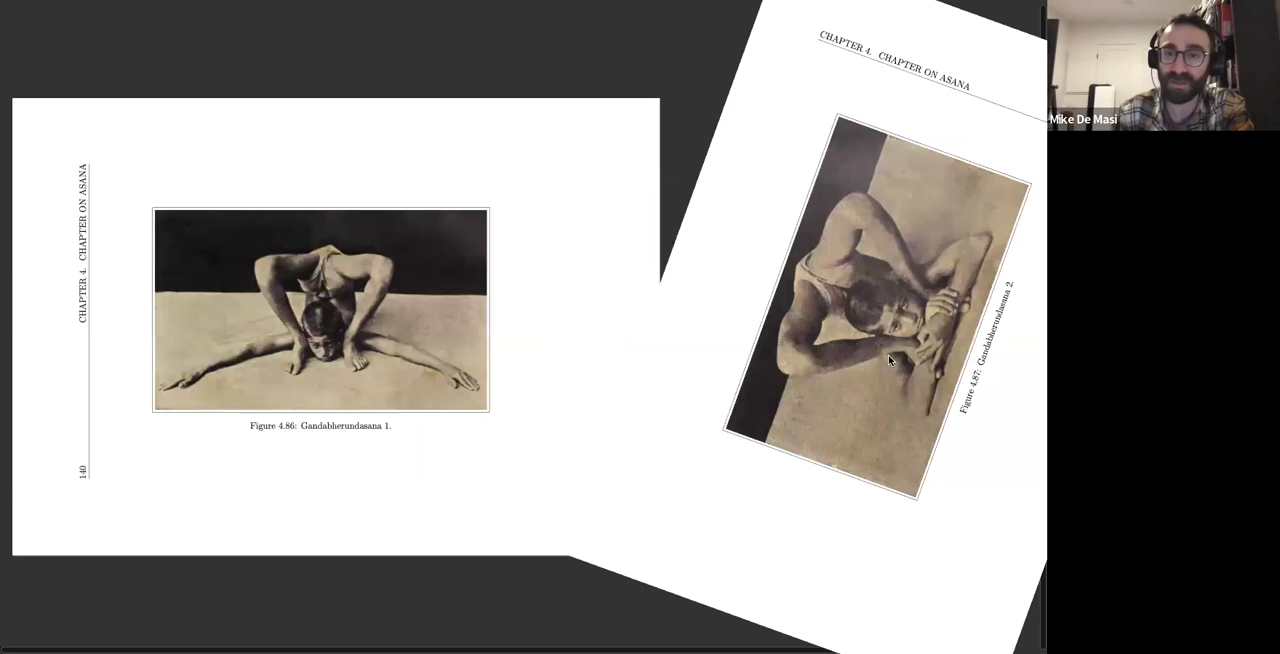 CHAPTER 4. CHAPTER ON ASANA
140
Figure 4.86: Gandabherundasana 1.
CHAPTER 4. CHAPTER ON ASANA
Figure 4.87: Gandabherundasana 2.
Mike De Masi